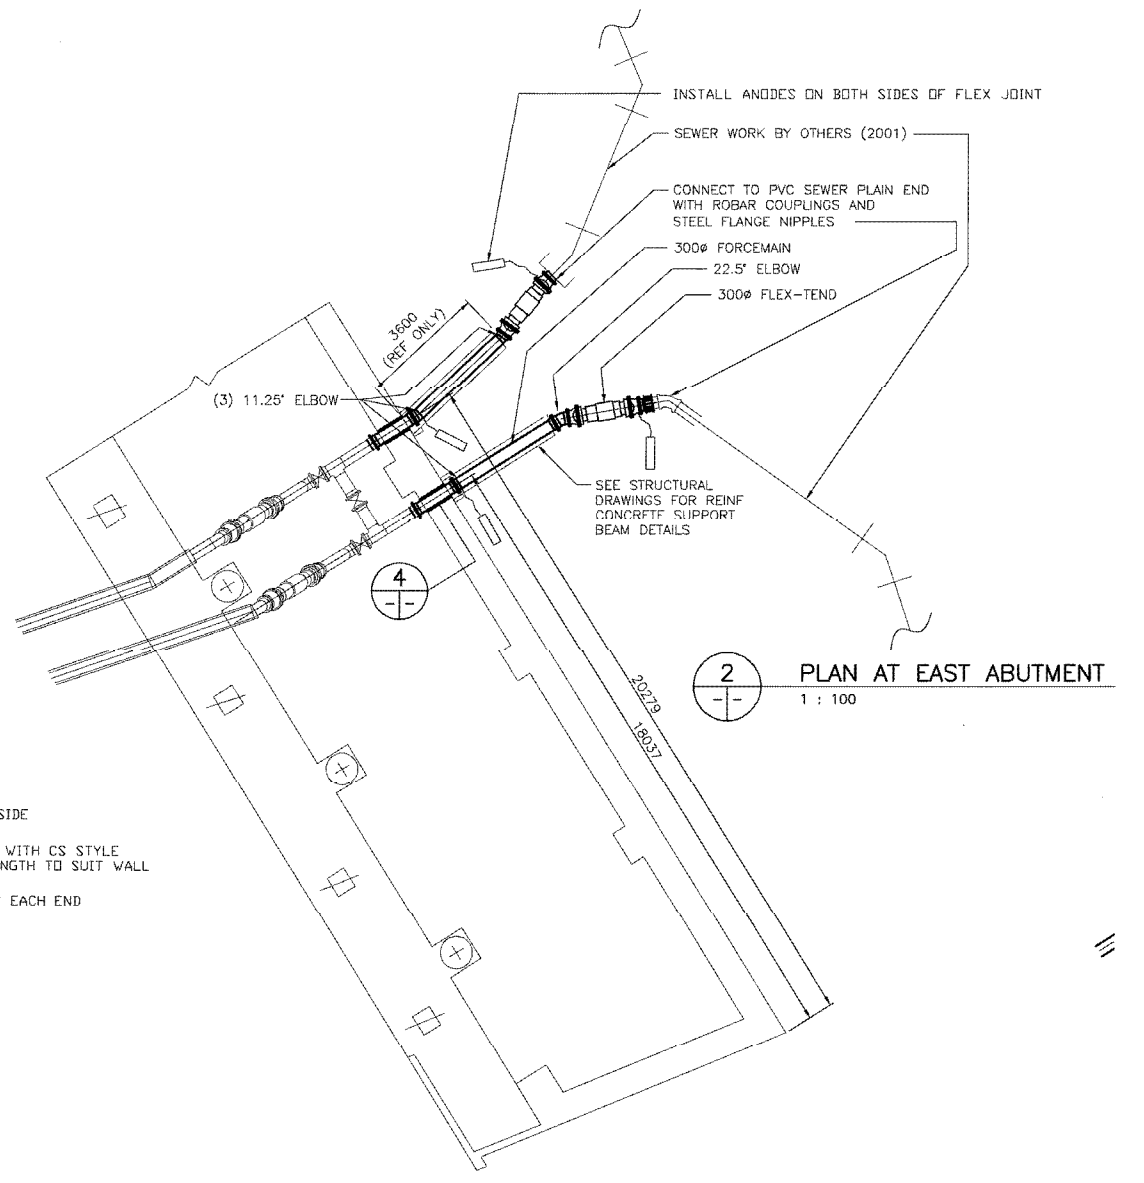 INSTALL ANODES ON BOTH SIDES OF FLEX JOINT
SEWER WORK BY OTHERS (2001)
CONNECT TO PVC SEWER PLAIN END
WITH ROBAR COUPLINGS AND
STEEL FLANGE NIPPLES
300ø FORCEMAIN
22.5° ELBOW
300ø FLEX-TEND
3600
(REF ONLY)
(3) 11.25° ELBOW
SEE STRUCTURAL
DRAWINGS FOR REINF
CONCRETE SUPPORT
BEAM DETAILS
4
- -
2
- -
PLAN AT EAST ABUTMENT
1 : 100
20279
18037
SIDE
WITH CS STYLE
NGTH TO SUIT WALL
EACH END